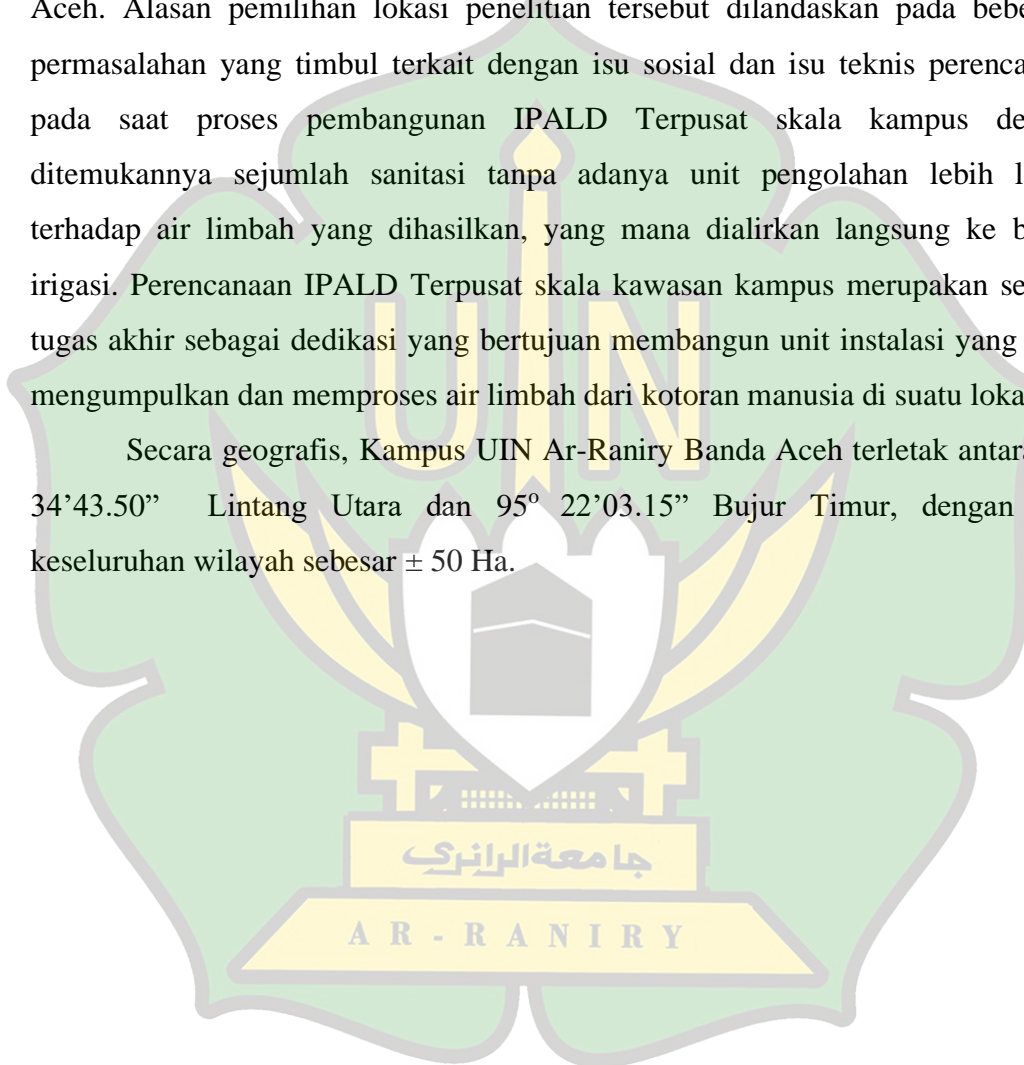 Aceh. Alasan pemilihan lokasi penelitian tersebut dilandaskan pada
permasalahan yang timbul terkait dengan isu sosial dan isu teknis
pada saat proses pembangunan IPALD Terpusat skala kampus
ditemukannya sejumlah sanitasi tanpa adanya unit pengolahan lebih
terhadap air limbah yang dihasilkan, yang mana dialirkan langsung ke
irigasi. Perencanaan IPALD Terpusat skala kawasan kampus merupakan
tugas akhir sebagai dedikasi yang bertujuan membangun unit instalasi yang
mengumpulkan dan memproses air limbah dari kotoran manusia di suatu
Secara geografis, Kampus UIN Ar-Raniry Banda Aceh terletak
34’43.50” Lintang Utara dan 95º 22’03.15” Bujur Timur, dengan
keseluruhan wilayah sebesar ± 50 Ha.
UIN
جامعةالرانري
AR-RANIRY